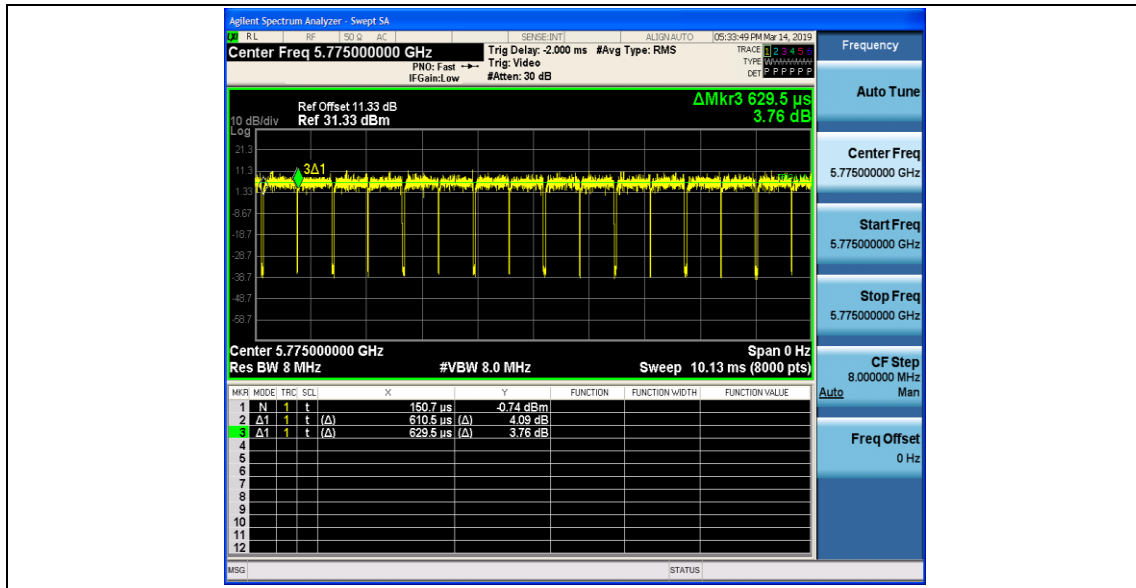 Agilent Spectrum Analyzer - Swept SA
RL RF 50 Ω AC SENSE:INT ALIGNAUTO 05:33:49 PM Mar 14, 2019
Center Freq 5.775000000 GHz
PNO: Fast
IFGain:Low
Trig Delay: -2.000 ms
Trig: Video
#Atten: 30 dB
#Avg Type: RMS
TRACE 1 2 3 4 5 6
TYPE
DET P P P P P P
ΔMkr3 629.5 µs
3.76 dB
Ref Offset 11.33 dB
10 dB/div Ref 31.33 dBm
Log
21.3
11.3
1.33
-8.67
-18.7
-28.7
-38.7
-48.7
-58.7
3Δ1
Center 5.775000000 GHz Span 0 Hz
Res BW 8 MHz #VBW 8.0 MHz Sweep 10.13 ms (8000 pts)
MKR MODE TRC SCL X Y FUNCTION FUNCTION WIDTH FUNCTION VALUE
1 N 1 t 150.7 µs -0.74 dBm
2 Δ1 1 t (Δ) 610.5 µs (Δ) 4.09 dB
3 Δ1 1 t (Δ) 629.5 µs (Δ) 3.76 dB
4
5
6
7
8
9
10
11
12
MSG STATUS
Frequency
Auto Tune
Center Freq
5.775000000 GHz
Start Freq
5.775000000 GHz
Stop Freq
5.775000000 GHz
CF Step
8.000000 MHz
Auto Man
Freq Offset
0 Hz